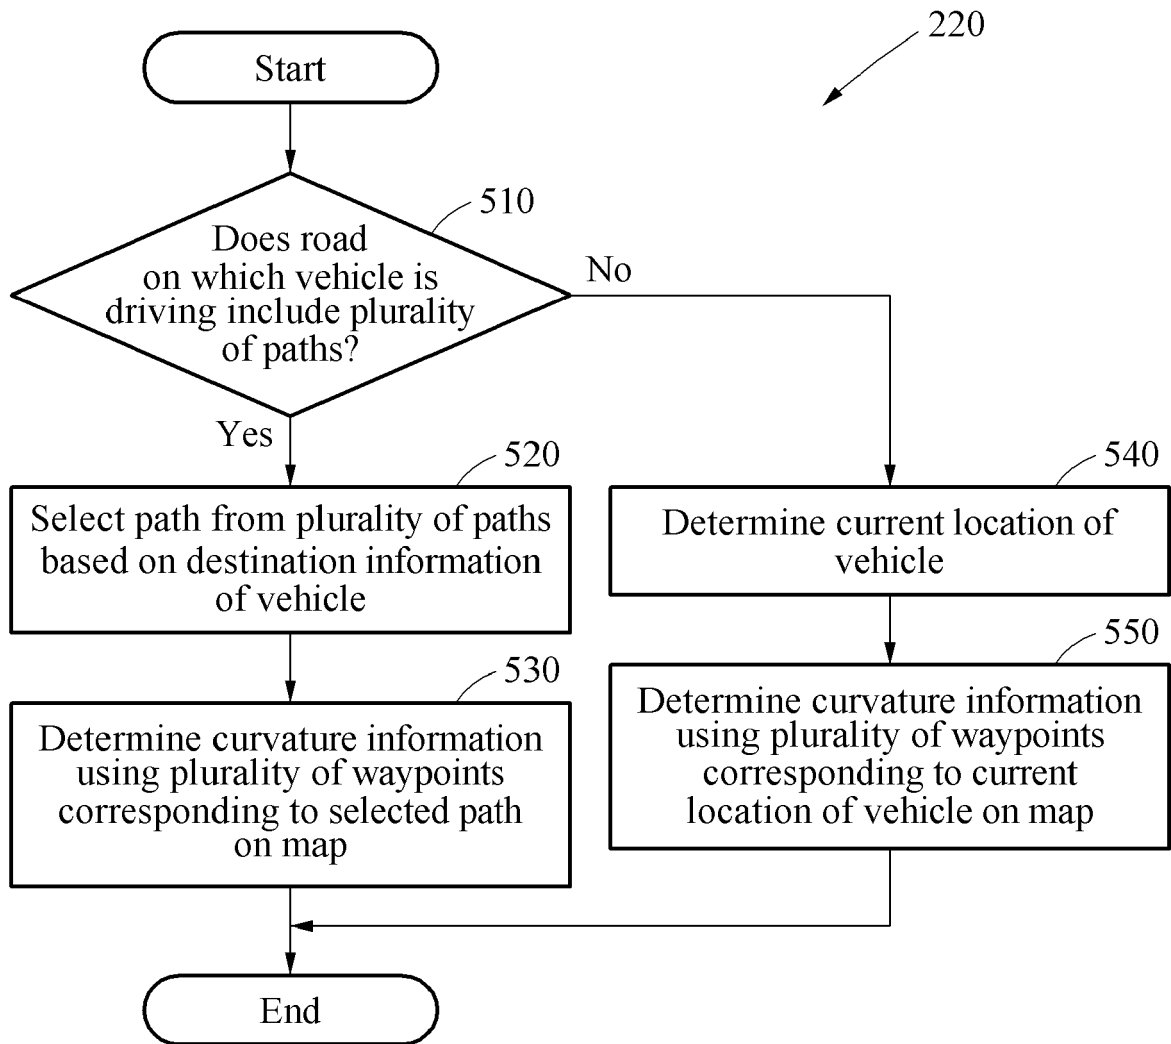 220
Start
510
Does road
on which vehicle is
driving include plurality
of paths?
No
Yes
520
Select path from plurality of paths
based on destination information
of vehicle
540
Determine current location of
vehicle
530
Determine curvature information
using plurality of waypoints
corresponding to selected path
on map
550
Determine curvature information
using plurality of waypoints
corresponding to current
location of vehicle on map
End